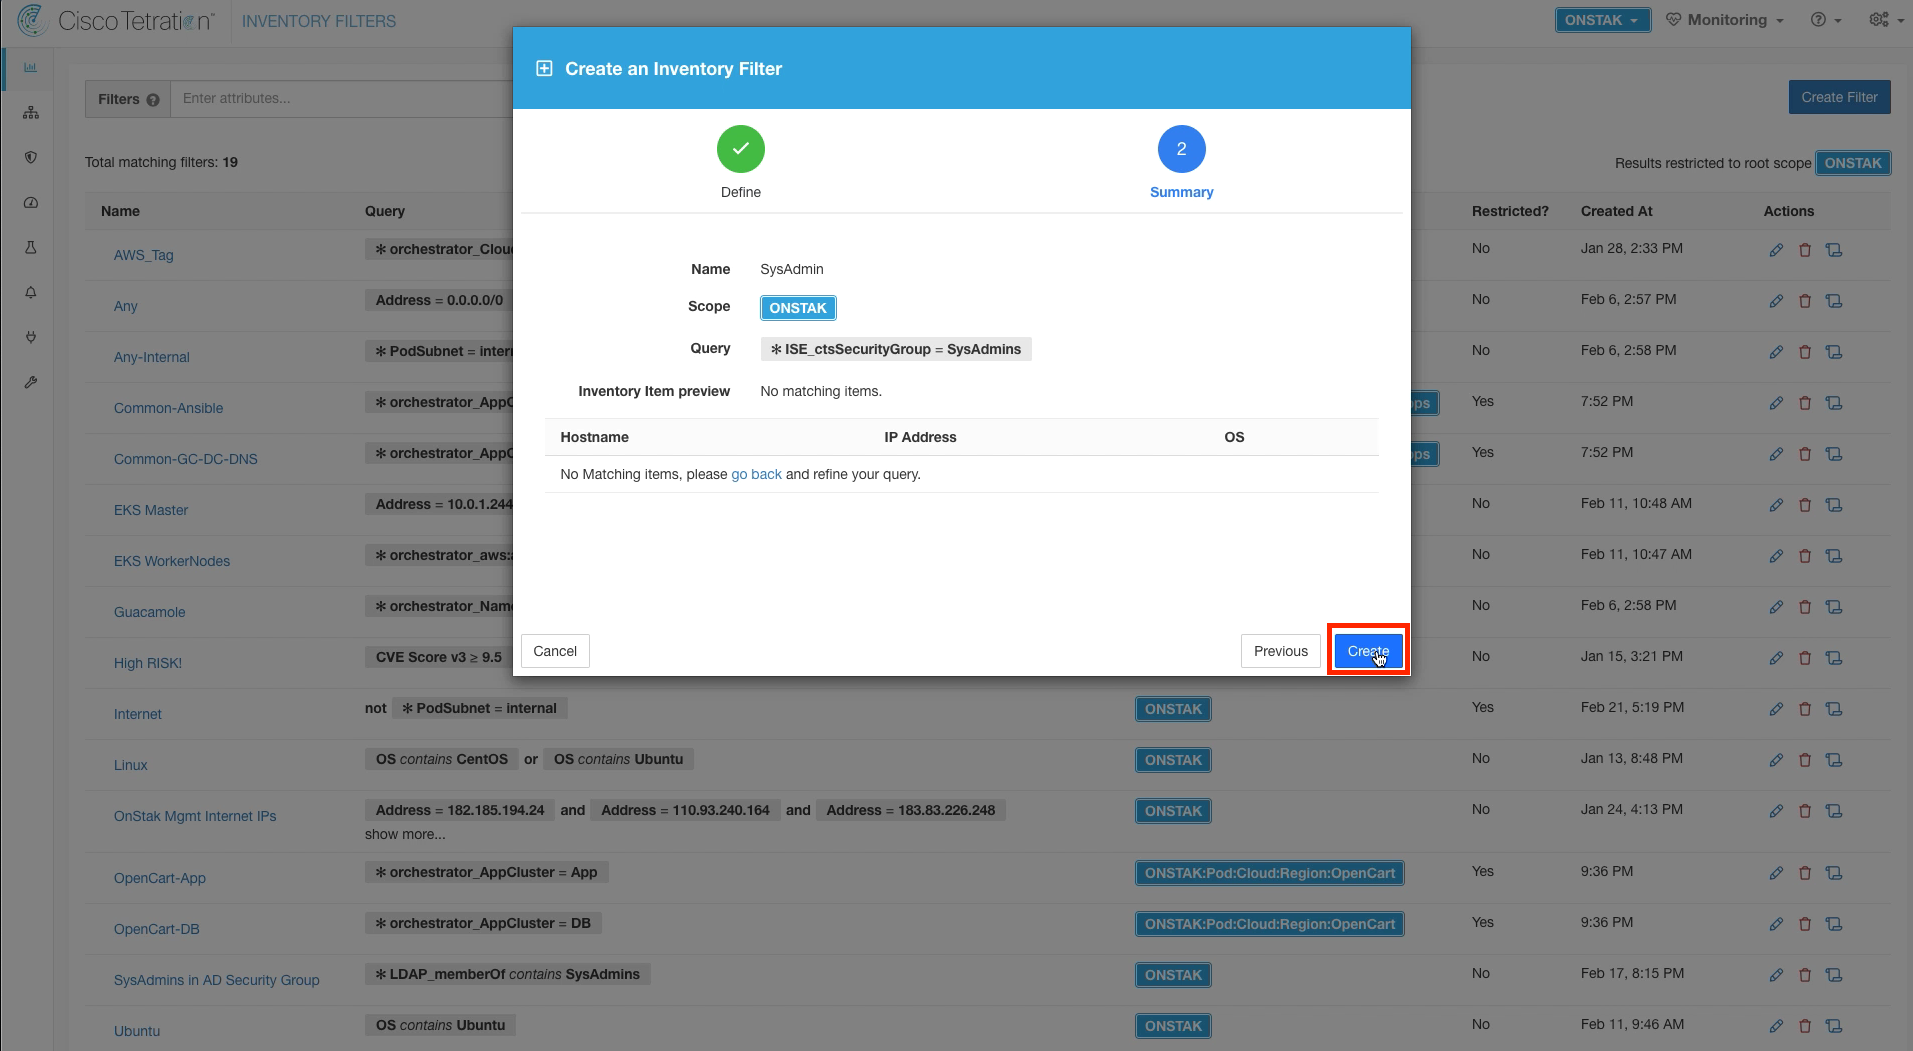 Cisco Tetration™ INVENTORY FILTERS ONSTAK Monitoring
Create an Inventory Filter
Filters Enter attributes... Create Filter
2
Define Summary
Total matching filters: 19 Results restricted to root scope ONSTAK
Name Query Restricted? Created At Actions
AWS_Tag * orchestrator_Clou No Jan 28, 2:33 PM
Any Address = 0.0.0.0/0 No Feb 6, 2:57 PM
Any-Internal * PodSubnet = inter No Feb 6, 2:58 PM
Common-Ansible * orchestrator_AppC ops Yes 7:52 PM
Common-GC-DC-DNS * orchestrator_AppC ops Yes 7:52 PM
EKS Master Address = 10.0.1.244 No Feb 11, 10:48 AM
EKS WorkerNodes * orchestrator_aws: No Feb 11, 10:47 AM
Guacamole * orchestrator_Nam No Feb 6, 2:58 PM
High RISK! CVE Score v3 ≥ 9.5 No Jan 15, 3:21 PM
Name SysAdmin
Scope ONSTAK
Query * ISE_ctsSecurityGroup = SysAdmins
Inventory Item preview No matching items.
Hostname IP Address OS
No Matching items, please go back and refine your query.
Cancel Previous Create
Internet not * PodSubnet = internal ONSTAK Yes Feb 21, 5:19 PM
Linux OS contains CentOS or OS contains Ubuntu ONSTAK No Jan 13, 8:48 PM
OnStak Mgmt Internet IPs Address = 182.185.194.24 and Address = 110.93.240.164 and Address = 183.83.226.248 ONSTAK No Jan 24, 4:13 PM
show more...
OpenCart-App * orchestrator_AppCluster = App ONSTAK:Pod:Cloud:Region:OpenCart Yes 9:36 PM
OpenCart-DB * orchestrator_AppCluster = DB ONSTAK:Pod:Cloud:Region:OpenCart Yes 9:36 PM
SysAdmins in AD Security Group * LDAP_memberOf contains SysAdmins ONSTAK No Feb 17, 8:15 PM
Ubuntu OS contains Ubuntu ONSTAK No Feb 11, 9:46 AM